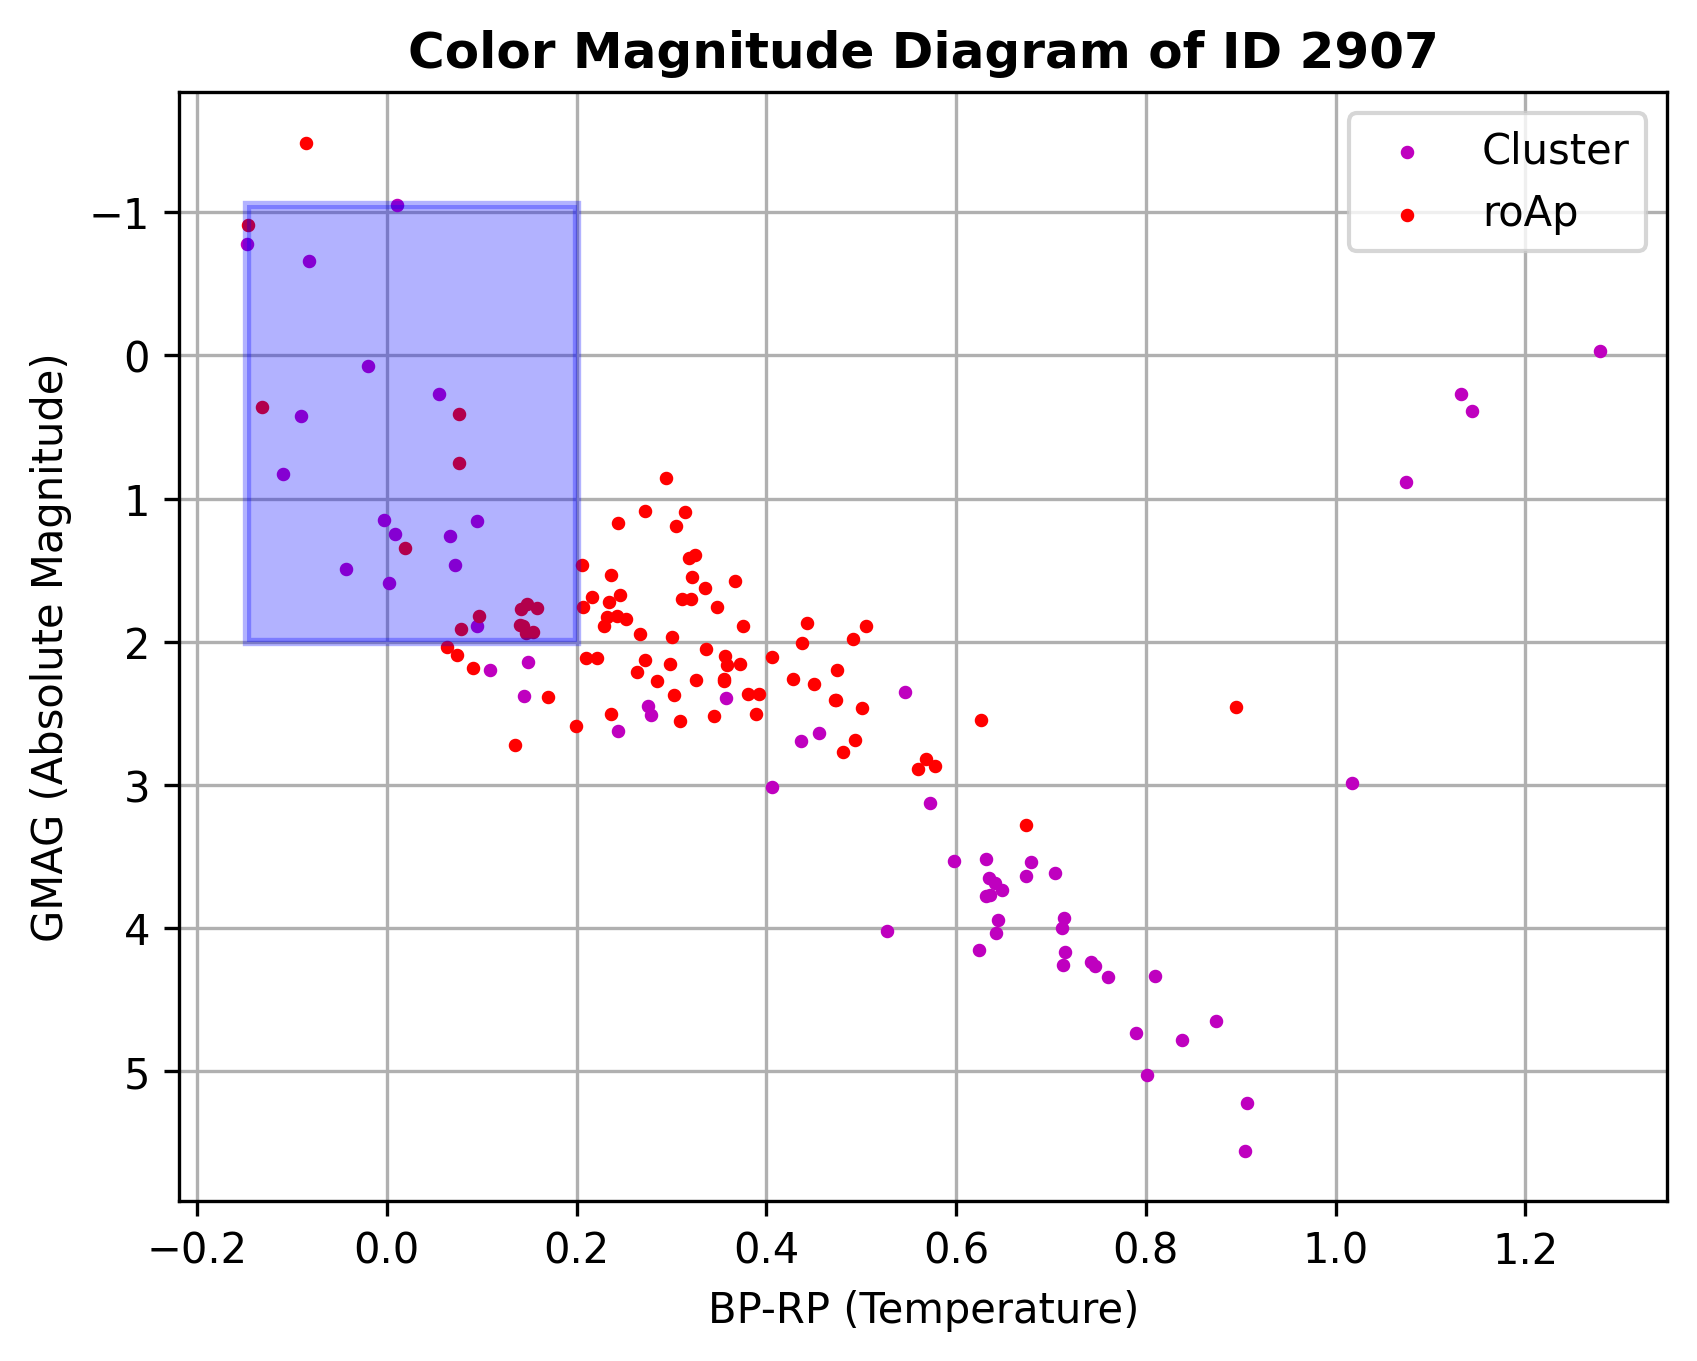 Color Magnitude Diagram of ID 2907
Cluster
roAp
GMAG (Absolute Magnitude)
−1
0
1
2
3
4
5
−0.2 0.0 0.2 0.4 0.6 0.8 1.0 1.2
BP-RP (Temperature)